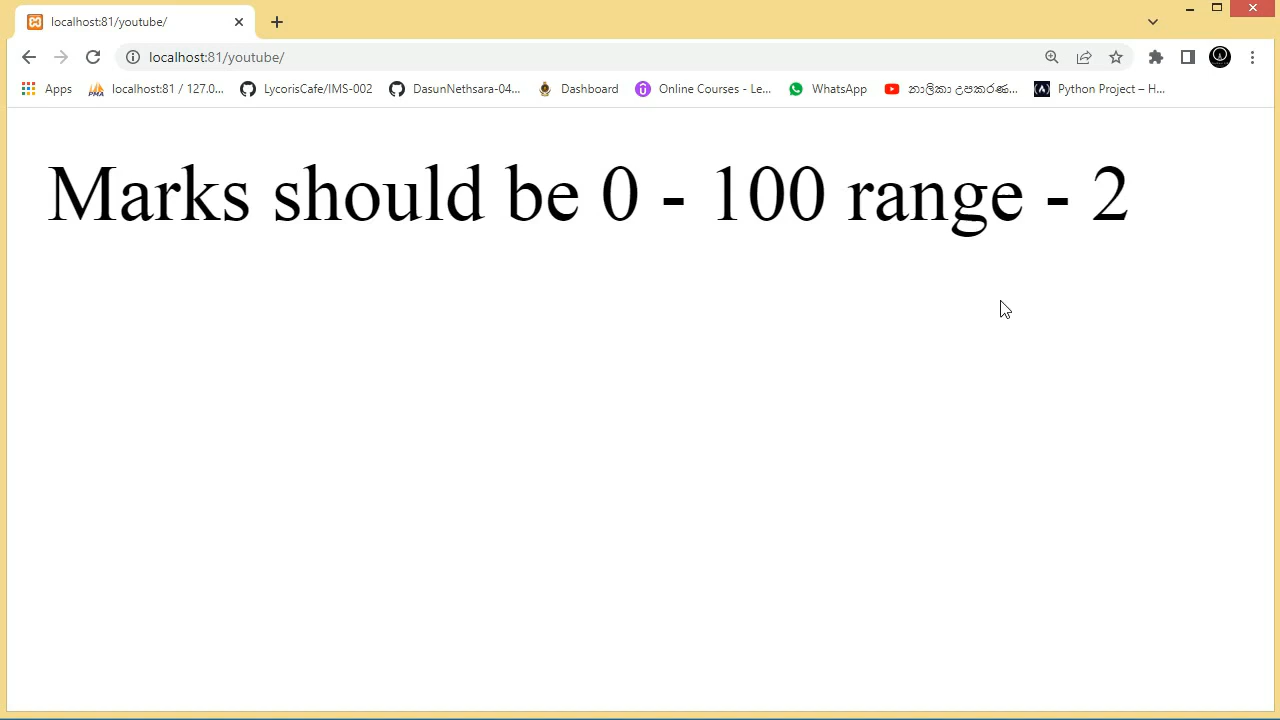 localhost:81/youtube/
localhost:81/youtube/
Apps localhost:81 / 127.0... LycorisCafe/IMS-002 DasunNethsara-04... Dashboard Online Courses - Le... WhatsApp නාලිකා උපකරණ... Python Project – H...
Marks should be 0 - 100 range - 2